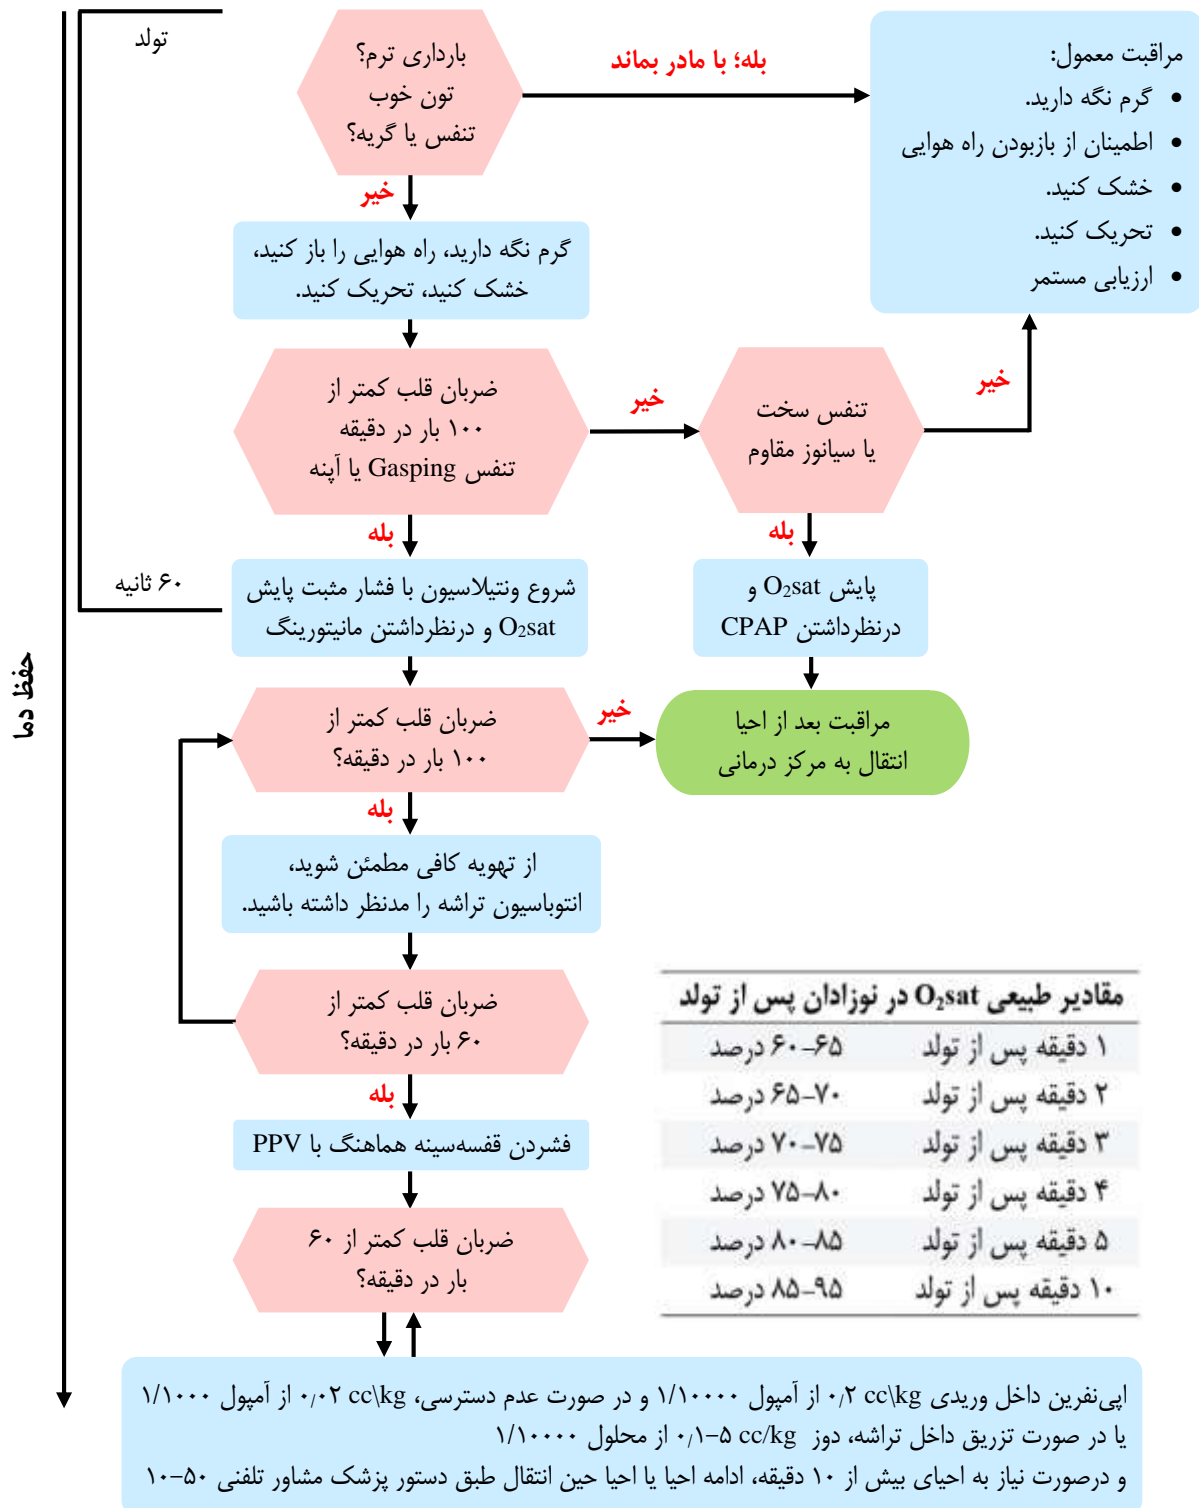 تولد
بارداری ترم؟
تون خوب
تنفس یا گریه؟
بله؛ با مادر بماند
مراقبت معمول:
• گرم نگه دارید.
• اطمینان از بازبودن راه هوایی
• خشک کنید.
• تحریک کنید.
• ارزیابی مستمر
خیر
گرم نگه دارید، راه هوایی را باز کنید،
خشک کنید، تحریک کنید.
ضربان قلب کمتر از
۱۰۰ بار در دقیقه
تنفس Gasping یا آپنه
خیر
تنفس سخت
یا سیانوز مقاوم
خیر
بله
بله
۶۰ ثانیه
شروع ونتیلاسیون با فشار مثبت پایش
O₂sat و درنظرداشتن مانیتورینگ
پایش O₂sat و
درنظرداشتن CPAP
حفظ دما
ضربان قلب کمتر از
۱۰۰ بار در دقیقه؟
خیر
مراقبت بعد از احیا
انتقال به مرکز درمانی
بله
از تهویه کافی مطمئن شوید،
انتوباسیون تراشه را مدنظر داشته باشید.
ضربان قلب کمتر از
۶۰ بار در دقیقه؟
بله
فشردن قفسه‌سینه هماهنگ با PPV
ضربان قلب کمتر از ۶۰
بار در دقیقه؟
مقادیر طبیعی O₂sat در نوزادان پس از تولد
۱ دقیقه پس از تولد ۶۰-۶۵ درصد
۲ دقیقه پس از تولد ۶۵-۷۰ درصد
۳ دقیقه پس از تولد ۷۰-۷۵ درصد
۴ دقیقه پس از تولد ۷۵-۸۰ درصد
۵ دقیقه پس از تولد ۸۰-۸۵ درصد
۱۰ دقیقه پس از تولد ۸۵-۹۵ درصد
اپی‌نفرین داخل وریدی ۰٫۲ cc\kg از آمپول ۱/۱۰۰۰۰ و در صورت عدم دسترسی، ۰٫۰۲ cc\kg از آمپول ۱/۱۰۰۰
یا در صورت تزریق داخل تراشه، دوز ۰٫۱-۵ cc/kg از محلول ۱/۱۰۰۰۰
و درصورت نیاز به احیای بیش از ۱۰ دقیقه، ادامه احیا یا احیا حین انتقال طبق دستور پزشک مشاور تلفنی ۵۰-۱۰